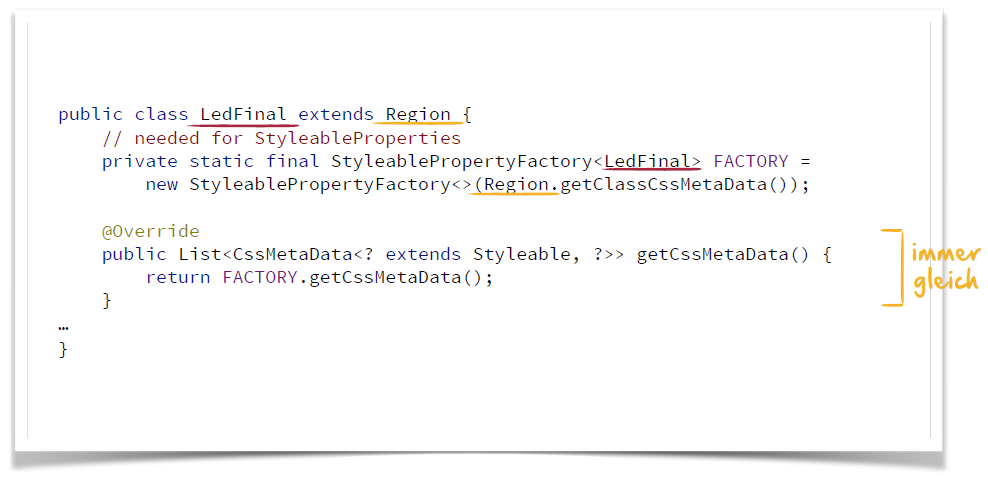 public class LedFinal extends Region {
// needed for StyleableProperties
private static final StyleablePropertyFactory<LedFinal> FACTORY =
new StyleablePropertyFactory<>(Region.getClassCssMetaData());
@Override
public List<CssMetaData<? extends Styleable, ?>> getCssMetaData() {
return FACTORY.getCssMetaData();
}
…
}
immer
gleich